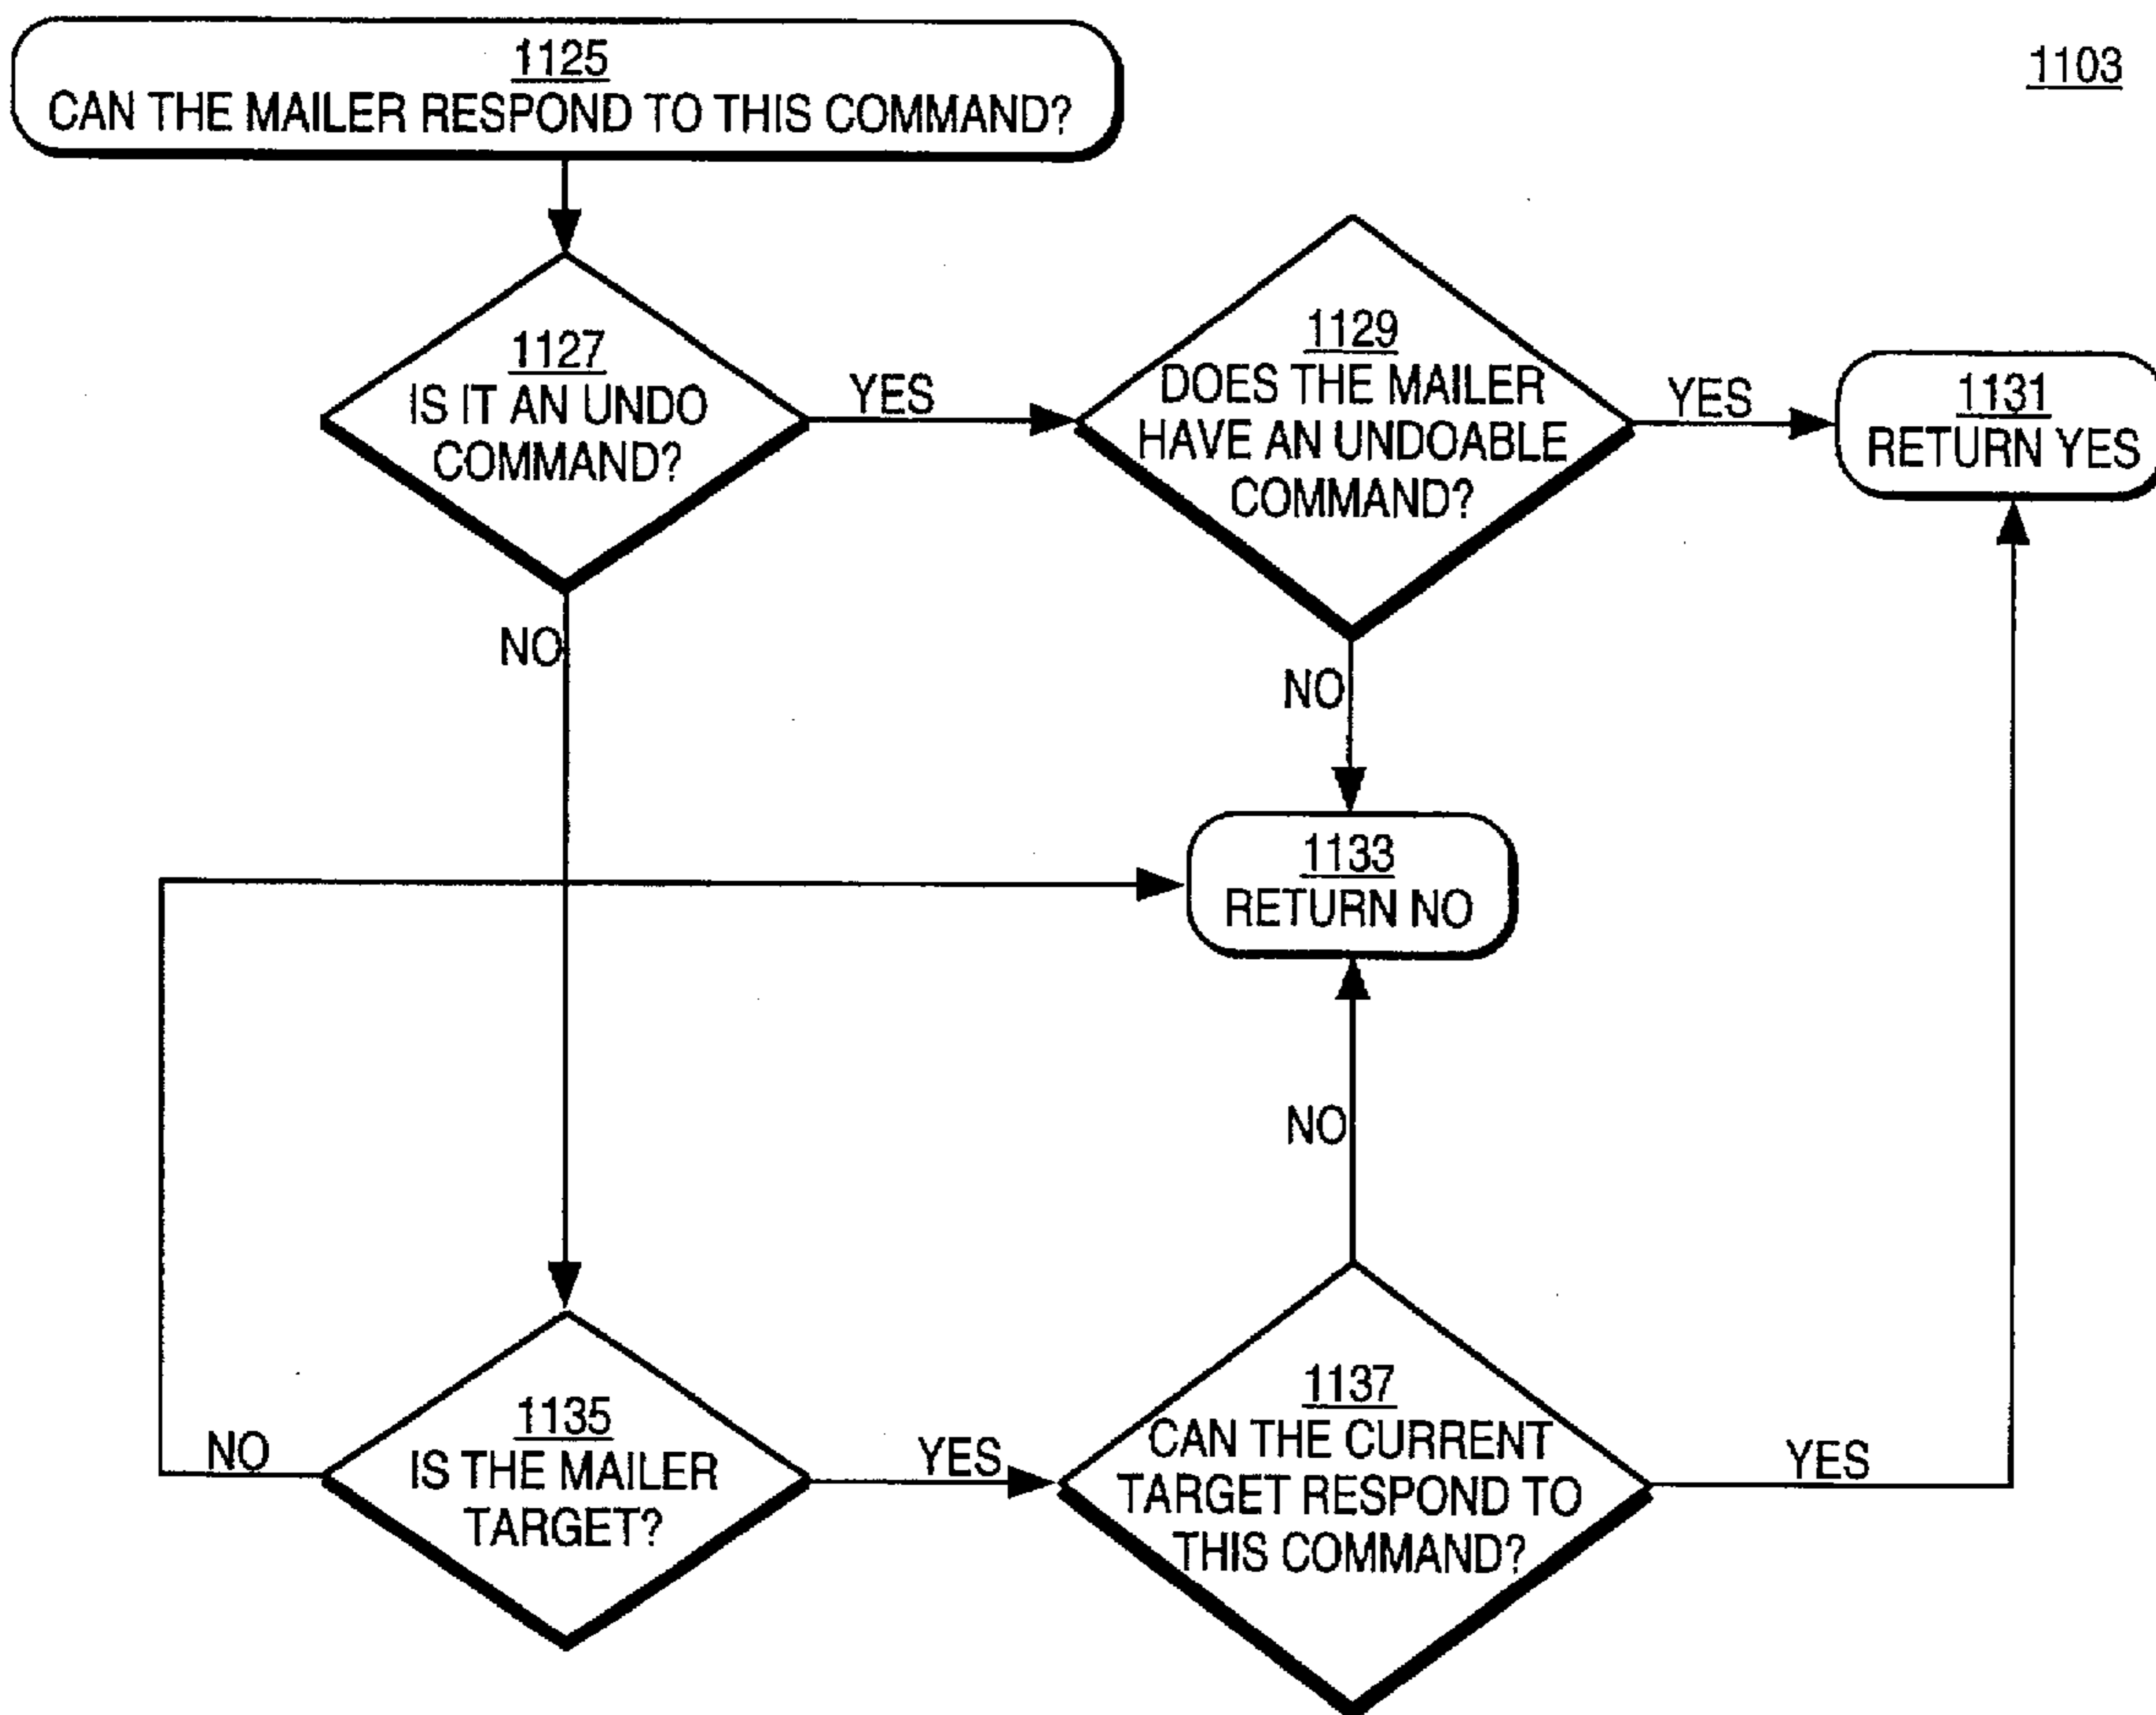 1125
CAN THE MAILER RESPOND TO THIS COMMAND?
1103
1127
IS IT AN UNDO
COMMAND?
YES
1129
DOES THE MAILER
HAVE AN UNDOABLE
COMMAND?
YES
1131
RETURN YES
NO
NO
1133
RETURN NO
NO
1135
IS THE MAILER
TARGET?
NO
YES
1137
CAN THE CURRENT
TARGET RESPOND TO
THIS COMMAND?
YES